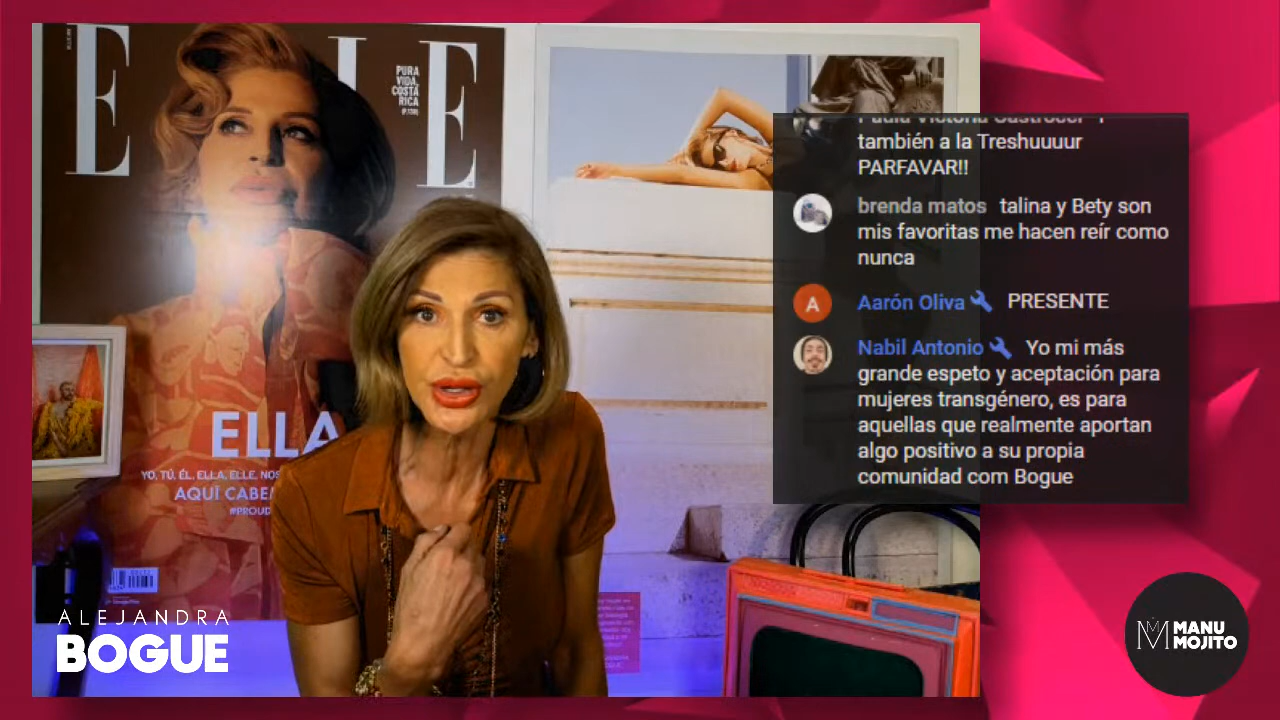 ELLE
PURA
VIDA,
COSTA
RICA
(P.138)
ELLA
YO, TÚ, ÉL, ELLA, ELLE, NOS
AQUÍ CABE
#PROUD
ALEJANDRA
BOGUE
también a la Treshuuuur
PARFAVAR!!
brenda matos talina y Bety son
mis favoritas me hacen reír como
nunca
A
Aarón Oliva PRESENTE
Nabil Antonio Yo mi más
grande espeto y aceptación para
mujeres transgénero, es para
aquellas que realmente aportan
algo positivo a su propia
comunidad com Bogue
M MANU
MOJITO